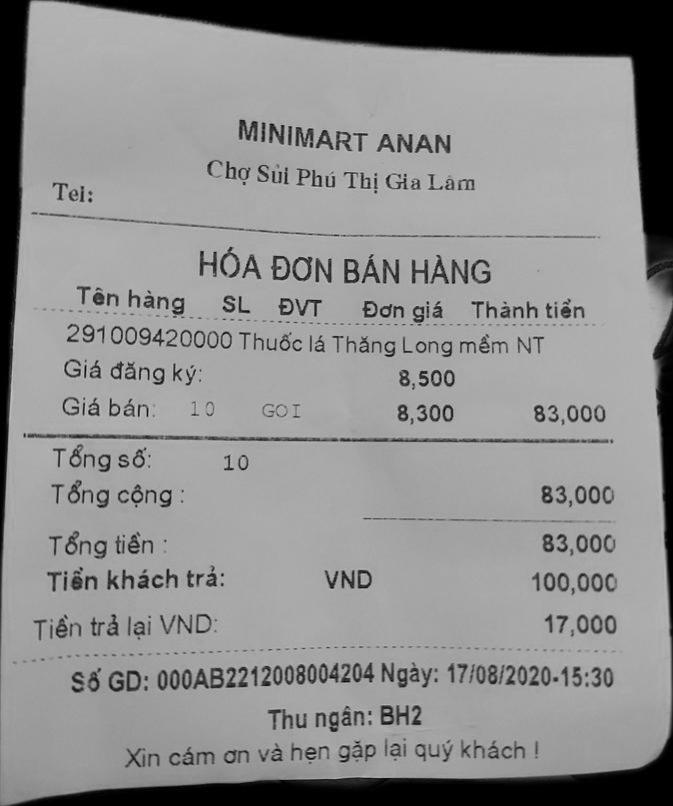 MINIMART ANAN
Chợ Sủi Phú Thị Gia Lâm
Tel:
HÓA ĐƠN BÁN HÀNG
Tên hàng SL ĐVT Đơn giá Thành tiền
291009420000 Thuốc lá Thăng Long mềm NT
Giá đăng ký: 8,500
Giá bán: 10 GOI 8,300 83,000
Tổng số: 10
Tổng cộng : 83,000
Tổng tiền : 83,000
Tiền khách trả: VND 100,000
Tiền trả lại VND: 17,000
Số GD: 000AB2212008004204 Ngày: 17/08/2020-15:30
Thu ngân: BH2
Xin cám ơn và hẹn gặp lại quý khách !